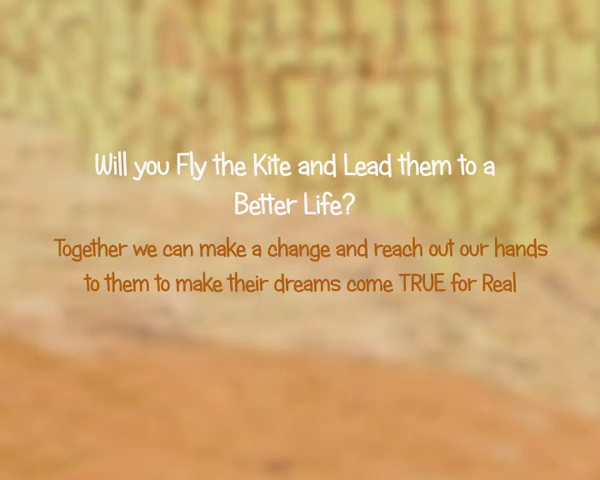 Will you Fly the Kite and Lead them to a
Better Life?
Together we can make a change and reach out our hands
to them to make their dreams come TRUE for Real